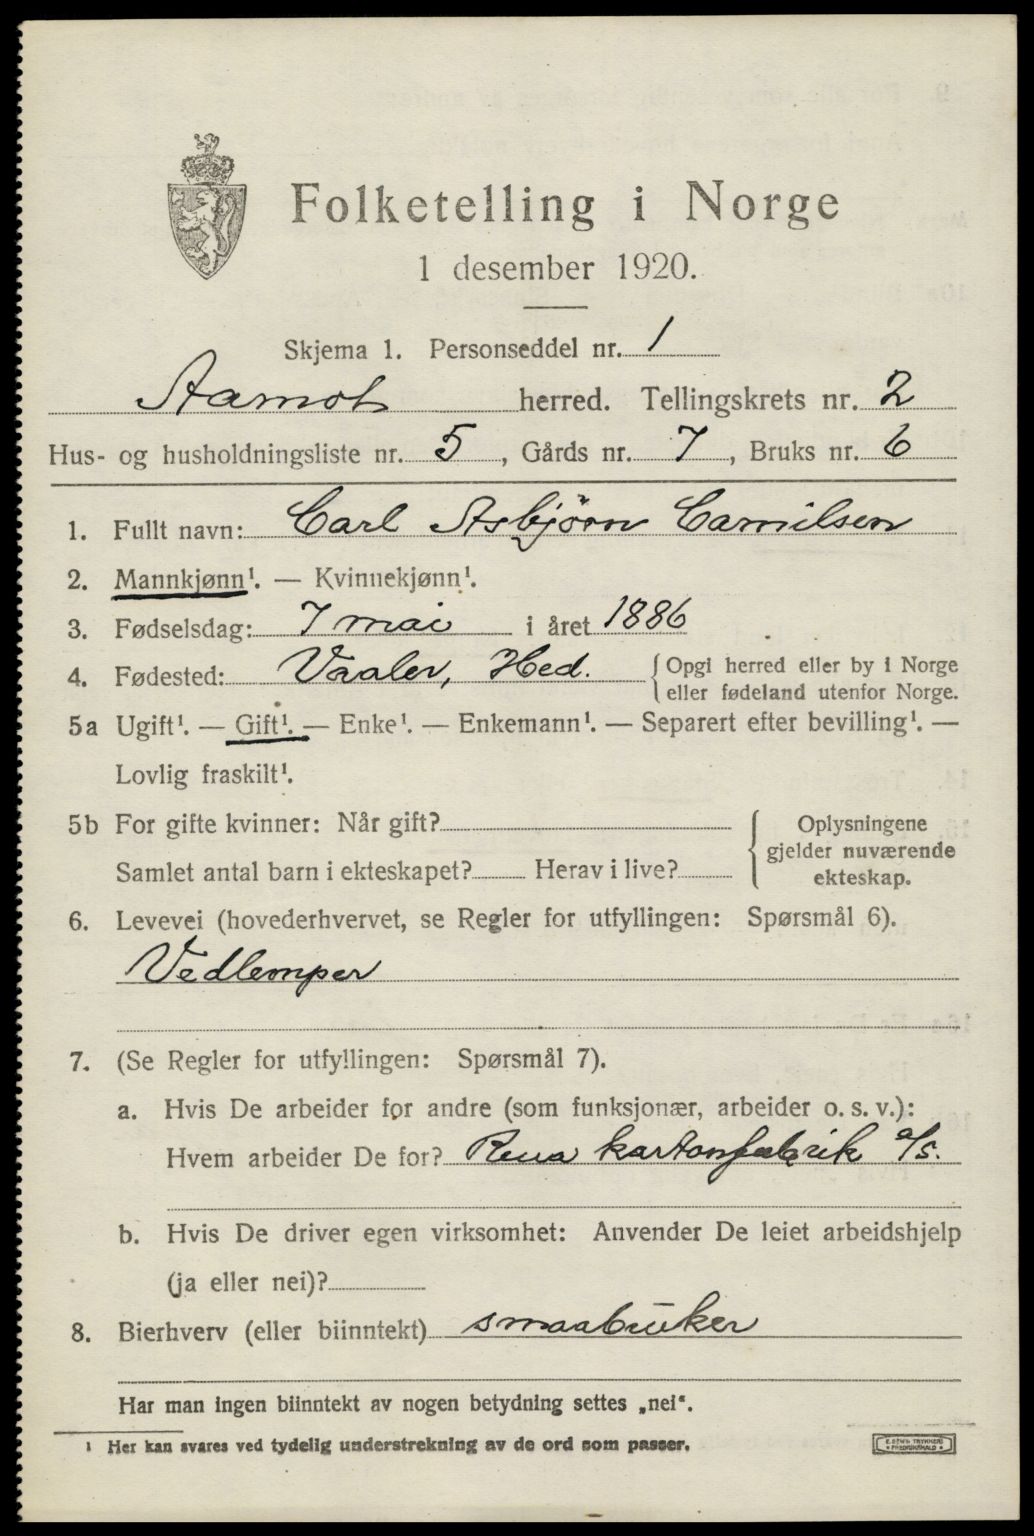 Folketelling i Norge
1 desember 1920.
Skjema 1. Personseddel nr. 1
Aamot herred. Tellingskrets nr. 2
Hus- og husholdningsliste nr. 5, Gårds nr. 7, Bruks nr. 6
1. Fullt navn: Carl Asbjörn Camilsen
2. Mannkjønn¹. — Kvinnekjønn¹.
3. Fødselsdag: 7 mai i året 1886
4. Fødested: Vaaler, Hed. {Opgi herred eller by i Norge
eller fødeland utenfor Norge.
5a Ugift¹. — Gift¹. — Enke¹. — Enkemann¹. — Separert efter bevilling¹. —
Lovlig fraskilt¹.
5b For gifte kvinner: Når gift?
Samlet antal barn i ekteskapet? Herav i live?
{Oplysningene
gjelder nuværende
ekteskap.
6. Levevei (hovederhvervet, se Regler for utfyllingen: Spørsmål 6).
Vedlemper
7. (Se Regler for utfyllingen: Spørsmål 7).
a. Hvis De arbeider for andre (som funksjonær, arbeider o. s. v.):
Hvem arbeider De for? Rena kartonfabrik a/s.
b. Hvis De driver egen virksomhet: Anvender De leiet arbeidshjelp
(ja eller nei)?
8. Bierhverv (eller biinntekt) smaabruker
Har man ingen biinntekt av nogen betydning settes „nei“.
¹ Her kan svares ved tydelig understrekning av de ord som passer.